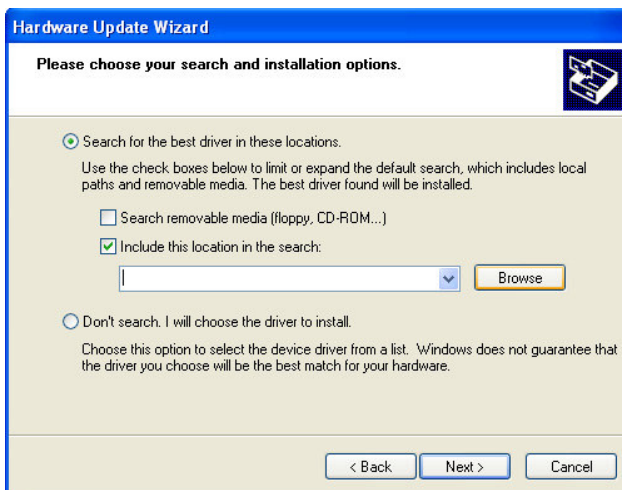 Hardware Update Wizard
Please choose your search and installation options.
Search for the best driver in these locations.
Use the check boxes below to limit or expand the default search, which includes local
paths and removable media. The best driver found will be installed.
Search removable media (floppy, CD-ROM...)
Include this location in the search:
Browse
Don't search. I will choose the driver to install.
Choose this option to select the device driver from a list. Windows does not guarantee that
the driver you choose will be the best match for your hardware.
< Back Next > Cancel